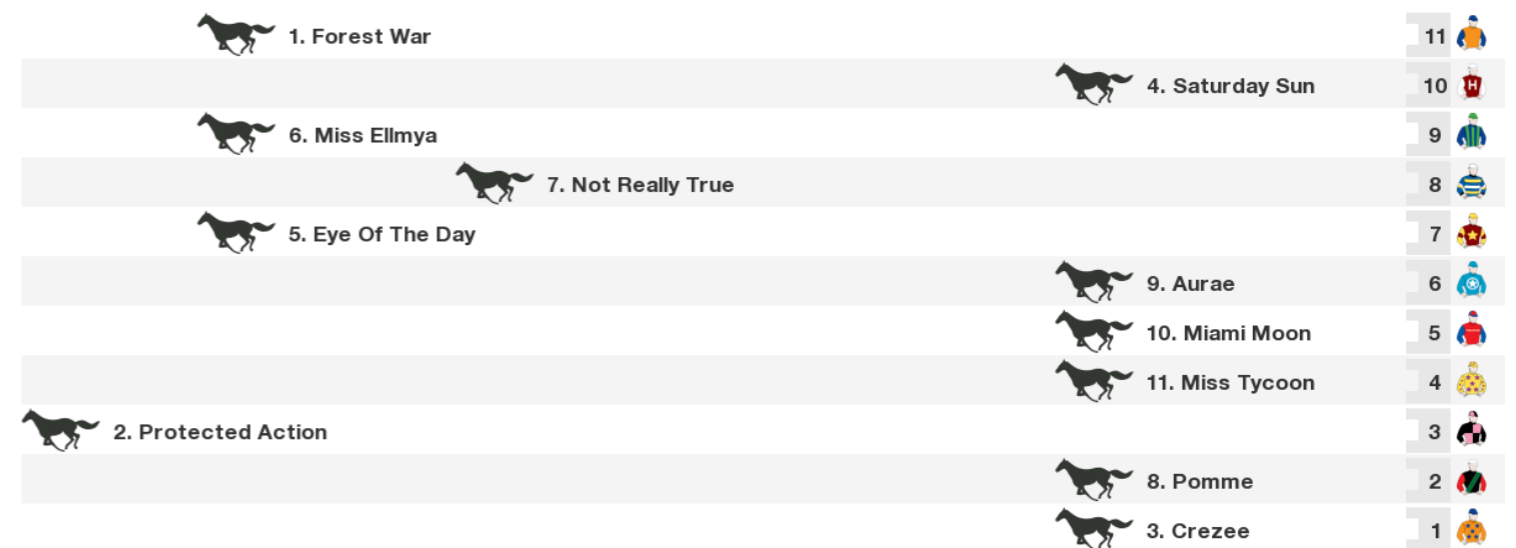 1. Forest War 11
4. Saturday Sun 10 H
6. Miss Ellmya 9
7. Not Really True 8
5. Eye Of The Day 7
9. Aurae 6
10. Miami Moon 5
11. Miss Tycoon 4
2. Protected Action 3
8. Pomme 2
3. Crezee 1